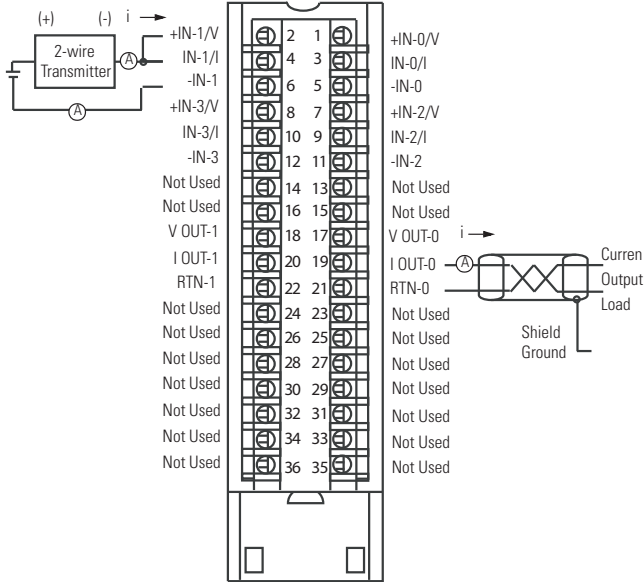 (+) (-) i
2-wire
Transmitter
A
A
+IN-1/V 2 1 +IN-0/V
IN-1/I 4 3 IN-0/I
-IN-1 6 5 -IN-0
+IN-3/V 8 7 +IN-2/V
IN-3/I 10 9 IN-2/I
-IN-3 12 11 -IN-2
Not Used 14 13 Not Used
Not Used 16 15 Not Used
V OUT-1 18 17 V OUT-0 i
I OUT-1 20 19 I OUT-0 A Curren
RTN-1 22 21 RTN-0 Output
Load
Not Used 24 23 Not Used
Not Used 26 25 Not Used
Shield
Ground
Not Used 28 27 Not Used
Not Used 30 29 Not Used
Not Used 32 31 Not Used
Not Used 34 33 Not Used
Not Used 36 35 Not Used